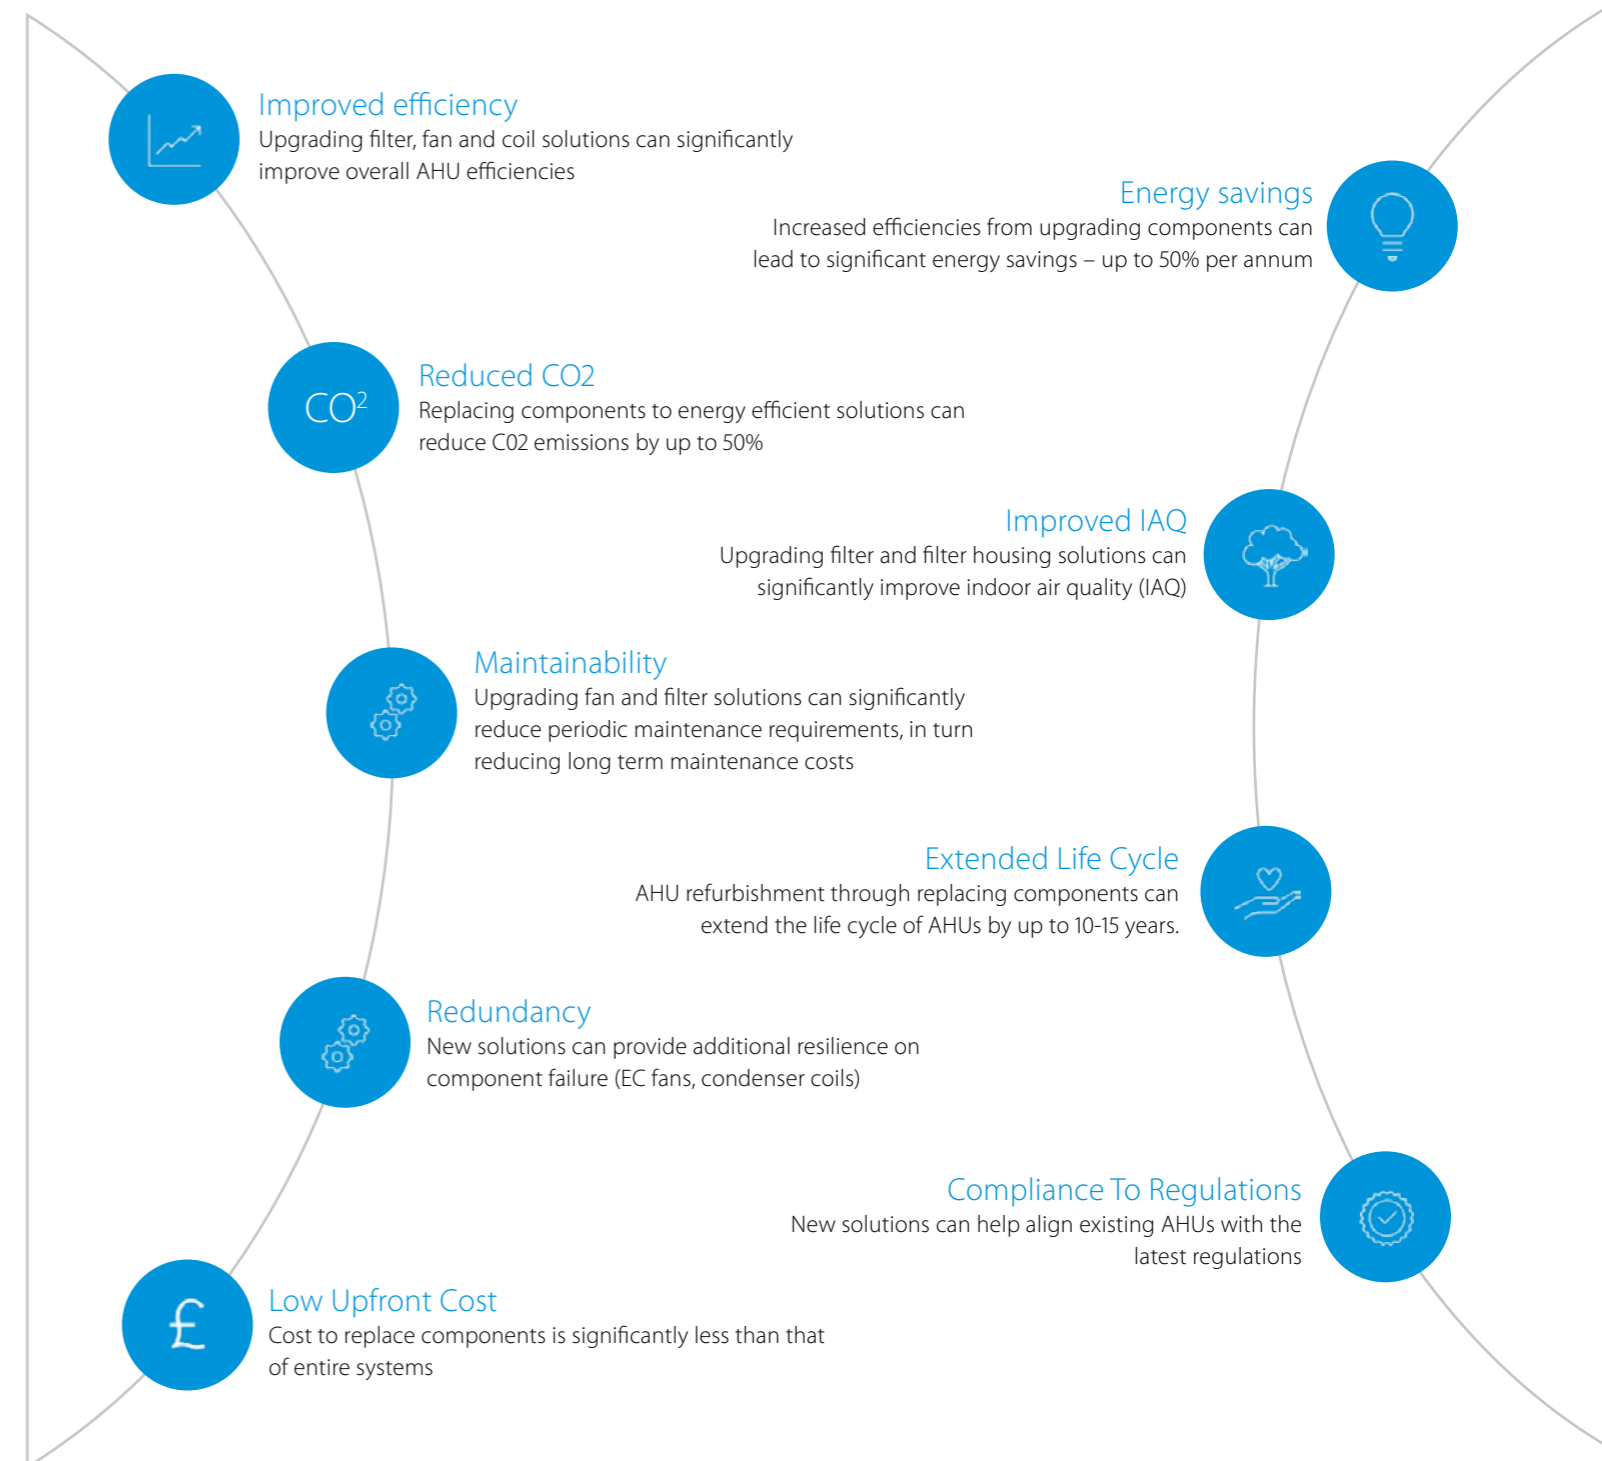 Improved efficiency
Upgrading filter, fan and coil solutions can significantly
improve overall AHU efficiencies
Energy savings
Increased efficiencies from upgrading components can
lead to significant energy savings – up to 50% per annum
CO²
Reduced CO2
Replacing components to energy efficient solutions can
reduce C02 emissions by up to 50%
Improved IAQ
Upgrading filter and filter housing solutions can
significantly improve indoor air quality (IAQ)
Maintainability
Upgrading fan and filter solutions can significantly
reduce periodic maintenance requirements, in turn
reducing long term maintenance costs
Extended Life Cycle
AHU refurbishment through replacing components can
extend the life cycle of AHUs by up to 10-15 years.
Redundancy
New solutions can provide additional resilience on
component failure (EC fans, condenser coils)
Compliance To Regulations
New solutions can help align existing AHUs with the
latest regulations
£
Low Upfront Cost
Cost to replace components is significantly less than that
of entire systems